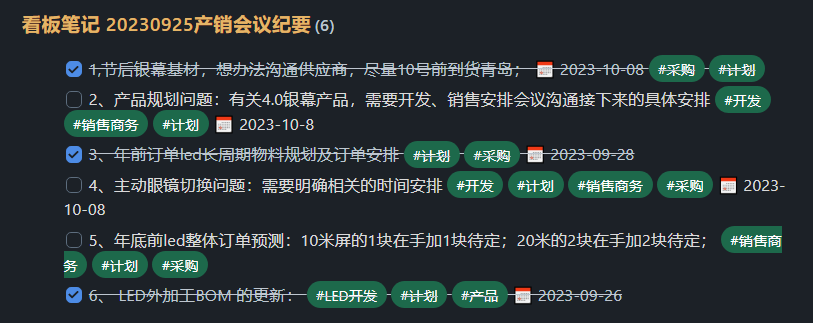 看板笔记 20230925产销会议纪要 (6)
1,节后银幕基材，想办法沟通供应商，尽量10号前到货青岛； 📅 2023-10-08 #采购 #计划
2、产品规划问题：有关4.0银幕产品，需要开发、销售安排会议沟通接下来的具体安排 #开发
#销售商务 #计划 📅 2023-10-8
3、年前订单led长周期物料规划及订单安排 #计划 #采购 📅 2023-09-28
4、主动眼镜切换问题：需要明确相关的时间安排 #开发 #计划 #销售商务 #采购 📅 2023-
10-08
5、年底前led整体订单预测：10米屏的1块在手加1块待定；20米的2块在手加2块待定； #销售商
务 #计划 #采购
6、 LED外加工BOM 的更新： #LED开发 #计划 #产品 📅 2023-09-26